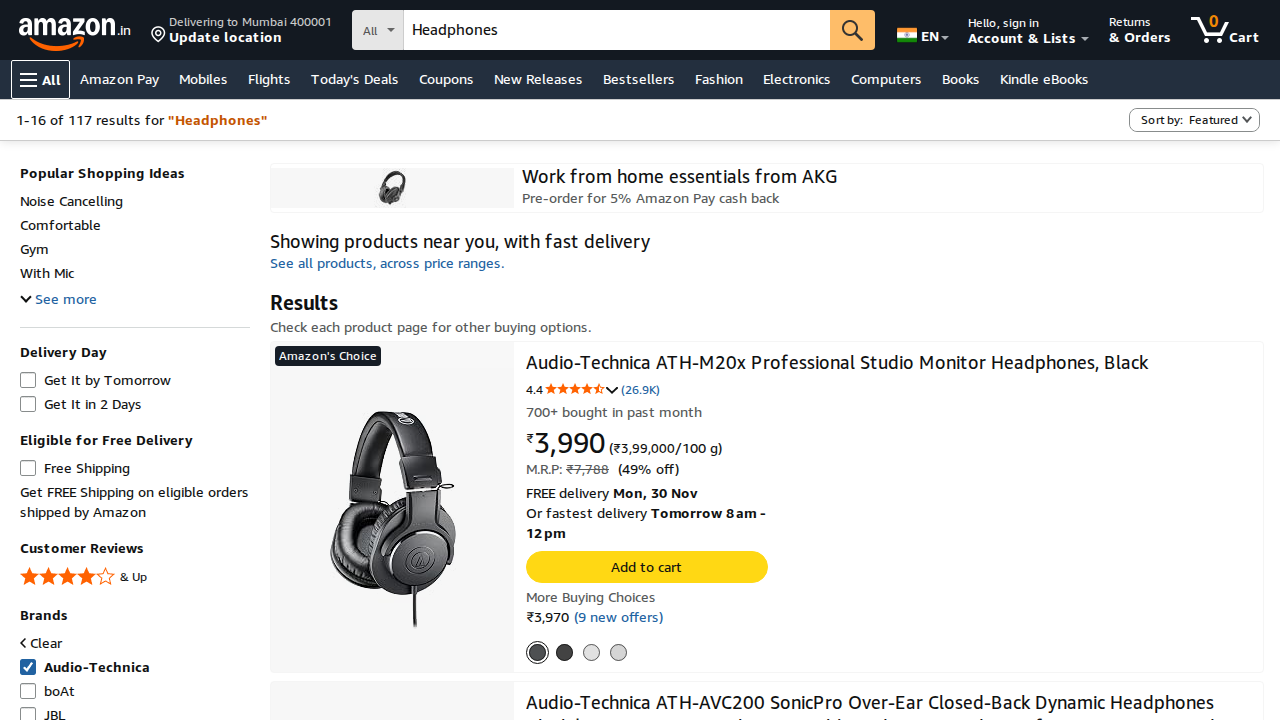 amazon.in
Delivering to Mumbai 400001
Update location
All
Headphones
EN
Hello, sign in
Account & Lists
Returns
& Orders
0
Cart
All
Amazon Pay
Mobiles
Flights
Today's Deals
Coupons
New Releases
Bestsellers
Fashion
Electronics
Computers
Books
Kindle eBooks
1-16 of 117 results for "Headphones"
Sort by: Featured
Popular Shopping Ideas
Noise Cancelling
Comfortable
Gym
With Mic
See more
Delivery Day
Get It by Tomorrow
Get It in 2 Days
Eligible for Free Delivery
Free Shipping
Get FREE Shipping on eligible orders
shipped by Amazon
Customer Reviews
& Up
Brands
Clear
Audio-Technica
boAt
JBL
Work from home essentials from AKG
Pre-order for 5% Amazon Pay cash back
Showing products near you, with fast delivery
See all products, across price ranges.
Results
Check each product page for other buying options.
Amazon's Choice
Audio-Technica ATH-M20x Professional Studio Monitor Headphones, Black
4.4 (26.9K)
700+ bought in past month
₹3,990 (₹3,99,000/100 g)
M.R.P: ₹7,788 (49% off)
FREE delivery Mon, 30 Nov
Or fastest delivery Tomorrow 8 am -
12 pm
Add to cart
More Buying Choices
₹3,970 (9 new offers)
Audio-Technica ATH-AVC200 SonicPro Over-Ear Closed-Back Dynamic Headphones